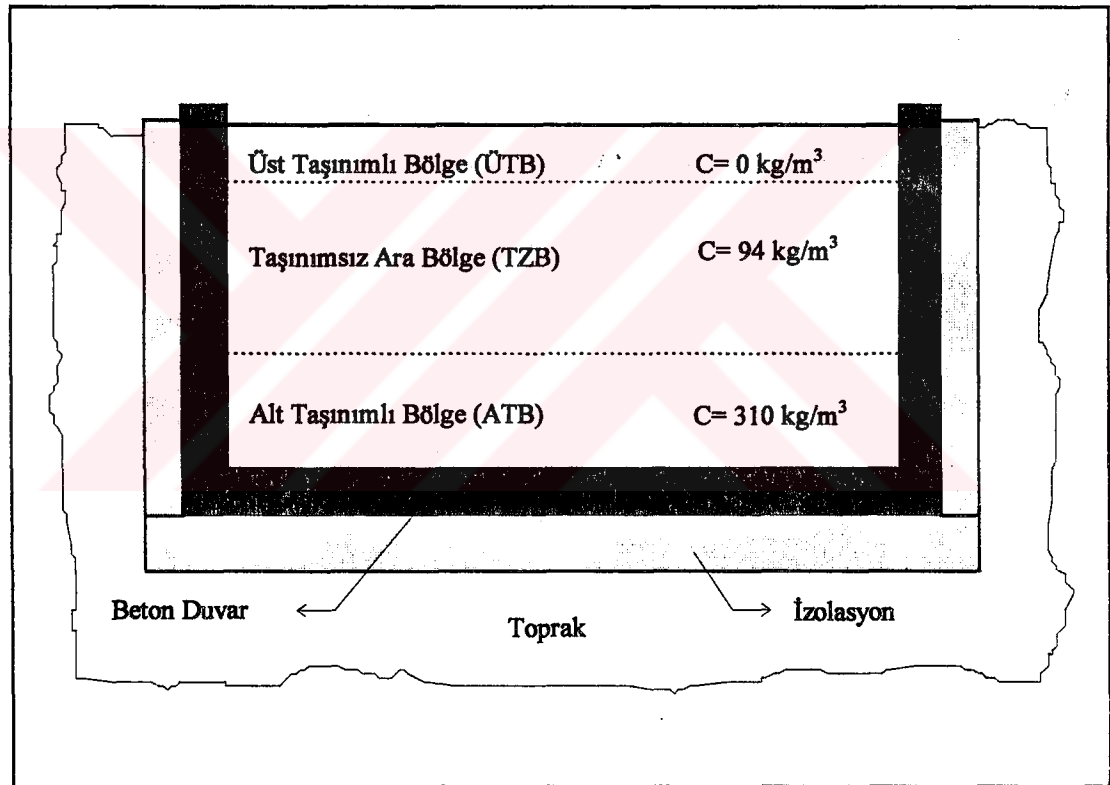 Üst Taşınımlı Bölge (ÜTB) C= 0 kg/m³
Taşınımsız Ara Bölge (TZB) C= 94 kg/m³
Alt Taşınımlı Bölge (ATB) C= 310 kg/m³
Beton Duvar
Toprak
İzolasyon